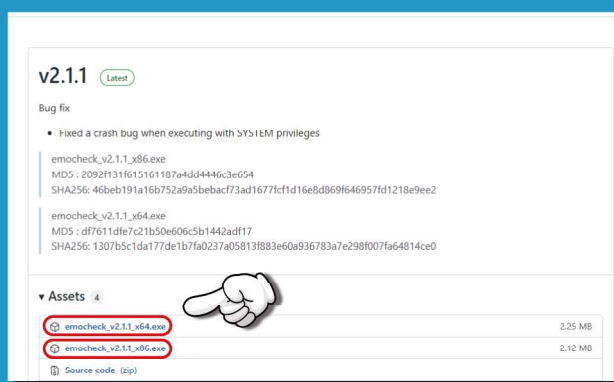 v2.1.1 Latest
Bug fix
• Fixed a crash bug when executing with SYSTEM privileges
emocheck_v2.1.1_x86.exe
MD5 : 2092f131f615161187a4dd4446c3e654
SHA256: 46beb191a16b752a9a5bebacf73ad1677fcf1d16e8d869f646957fd1218e9ee2
emocheck_v2.1.1_x64.exe
MD5 : df7611dfe7c21b50e606c5b1442adf17
SHA256: 1307b5c1da177de1b7fa0237a05813f883e60a936783a7e298f007fa64814ce0
▾ Assets 4
emocheck_v2.1.1_x64.exe 2.25 MB
emocheck_v2.1.1_x86.exe 2.12 MB
Source code (zip)